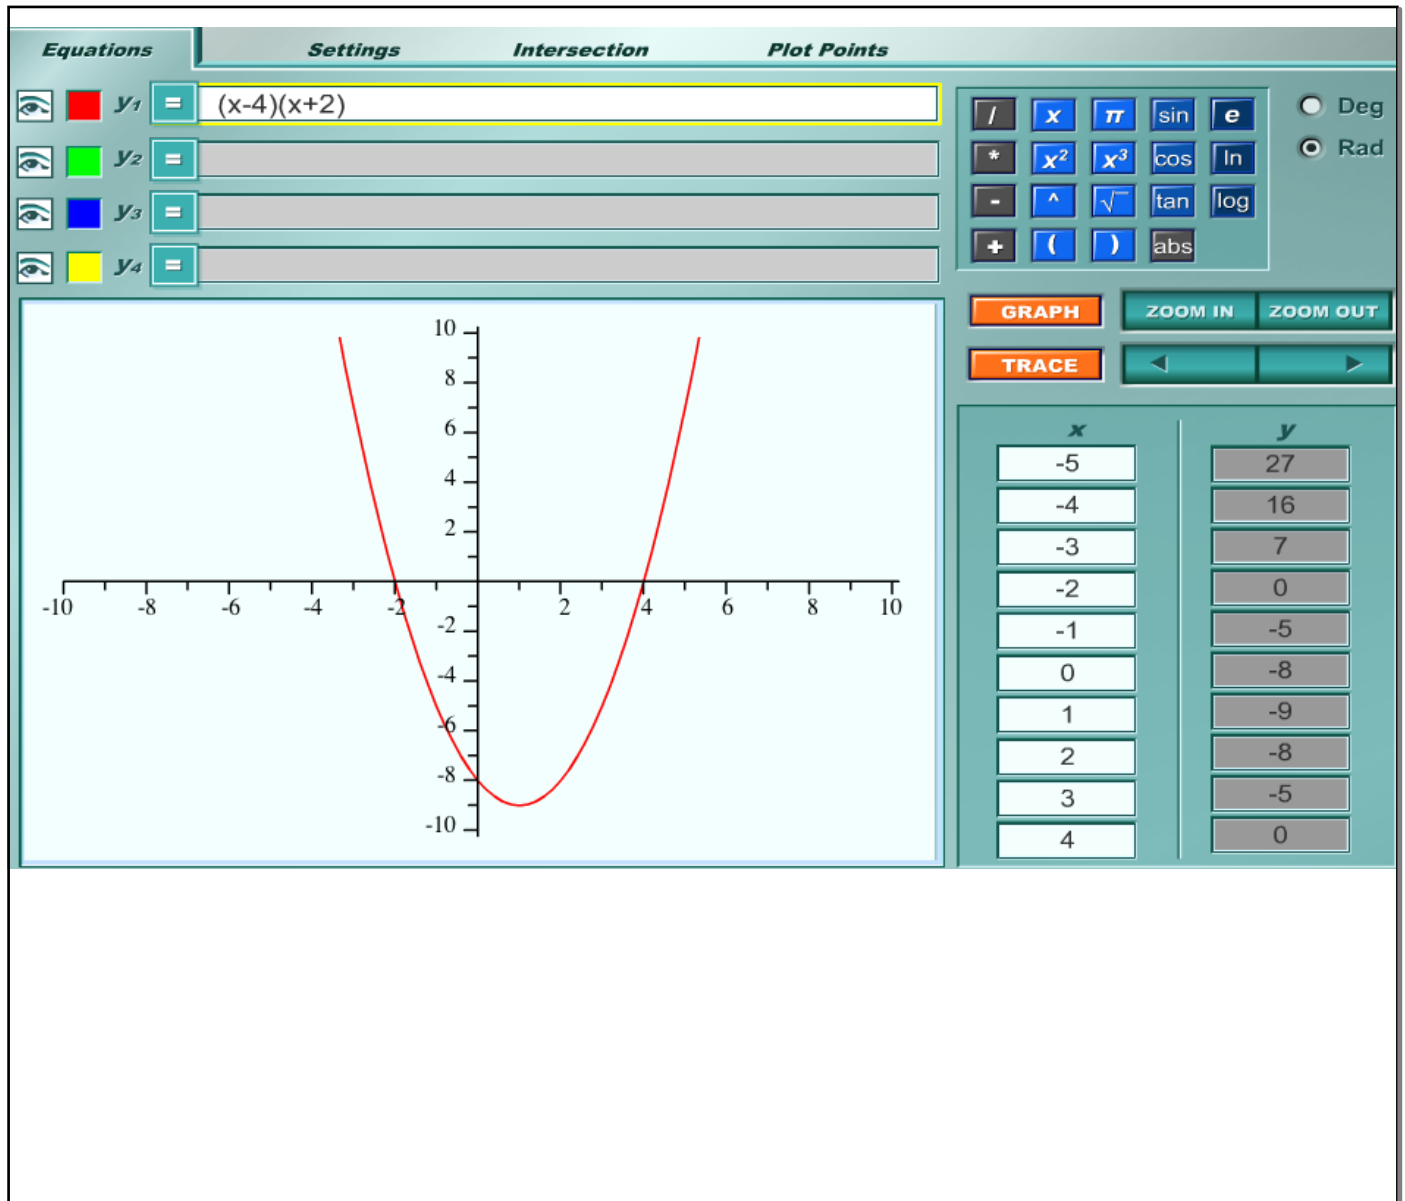 Equations Settings Intersection Plot Points
y1 = (x-4)(x+2)
y2 =
y3 =
y4 =
/ x π sin e
* x² x³ cos ln
- ^ √ tan log
+ ( ) abs
Deg
Rad
GRAPH ZOOM IN ZOOM OUT
TRACE
10
8
6
4
2
-10 -8 -6 -4 -2 2 4 6 8 10
-2
-4
-6
-8
-10
x y
-5 27
-4 16
-3 7
-2 0
-1 -5
0 -8
1 -9
2 -8
3 -5
4 0